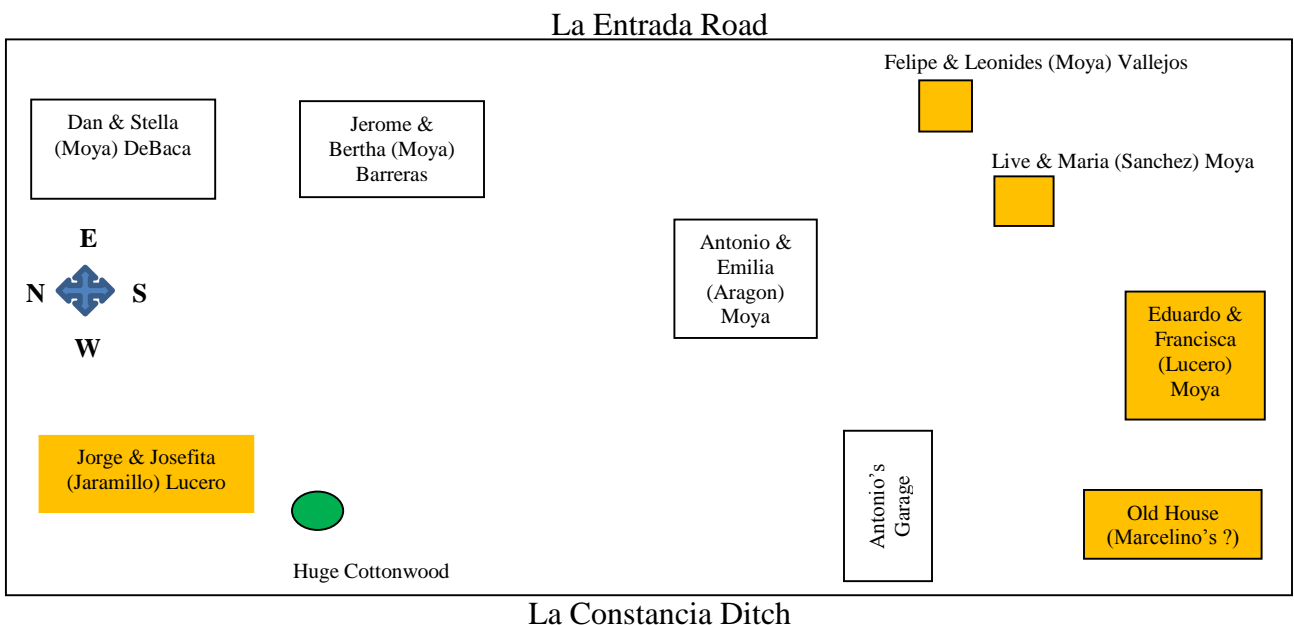 La Entrada Road
Felipe & Leonides (Moya) Vallejos
Dan & Stella
(Moya) DeBaca
Jerome &
Bertha (Moya)
Barreras
Live & Maria (Sanchez) Moya
E
N
S
W
Antonio &
Emilia
(Aragon)
Moya
Eduardo &
Francisca
(Lucero)
Moya
Jorge & Josefita
(Jaramillo) Lucero
Huge Cottonwood
Antonio's
Garage
Old House
(Marcelino's ?)
La Constancia Ditch